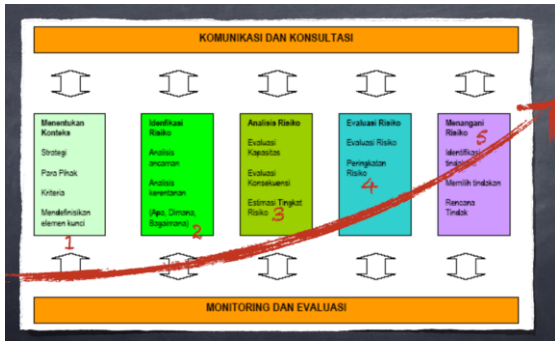 KOMUNIKASI DAN KONSULTASI
Menentukan
Konteks
Strategi
Para Pihak
Kriteria
Mendefinisikan
elemen kunci
1
Idenfikasi
Risiko
Analisis
ancaman
Analisis
kerentanan
(Apa, Dimana,
Bagaimana)
2
Analisis Risiko
Evaluasi
Kapasitas
Evaluasi
Konsekuensi
Estimasi Tingkat
Risiko
3
Evaluasi Risiko
Evaluasi Risiko
Peringkatan
Risiko
4
Menangani
Risiko
5
Identifikasi
tindakan
Memilih tindakan
Rencana
Tindak
MONITORING DAN EVALUASI